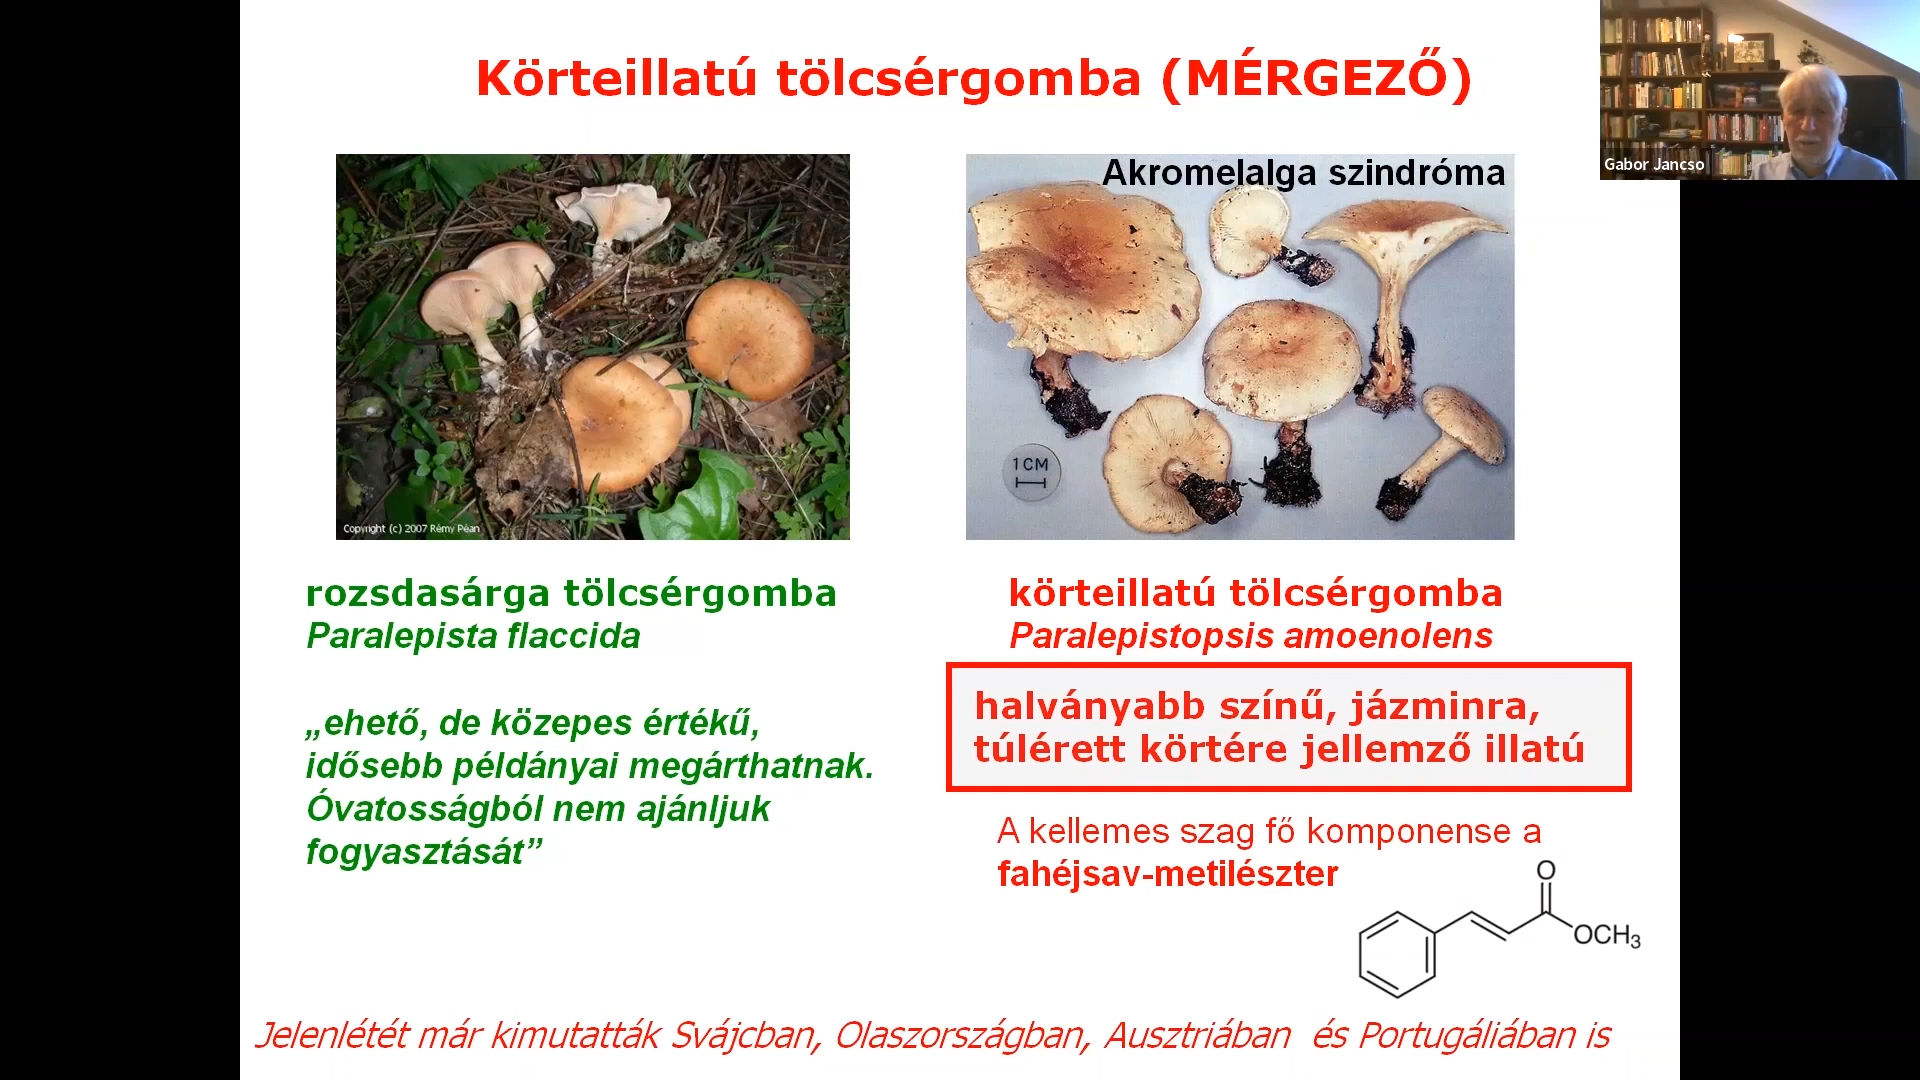 Körteillatú tölcsérgomba (MÉRGEZŐ)
Gabor Jancso
Akromelalga szindróma
1 CM
Copyright (c) 2007 Rémy Péan
rozsdasárga tölcsérgomba
Paralepista flaccida
„ehető, de közepes értékű,
idősebb példányai megárthatnak.
Óvatosságból nem ajánljuk
fogyasztását”
körteillatú tölcsérgomba
Paralepistopsis amoenolens
halványabb színű, jázminra,
túlérett körtére jellemző illatú
A kellemes szag fő komponense a
fahéjsav-metilészter
O
OCH₃
Jelenlétét már kimutatták Svájcban, Olaszországban, Ausztriában és Portugáliában is